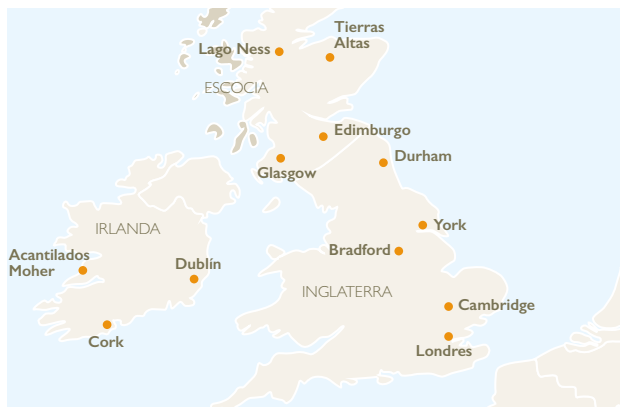 Tierras
Altas
Lago Ness
ESCOCIA
Edimburgo
Durham
Glasgow
York
IRLANDA
Bradford
Acantilados
Moher
Dublín
INGLATERRA
Cambridge
Cork
Londres